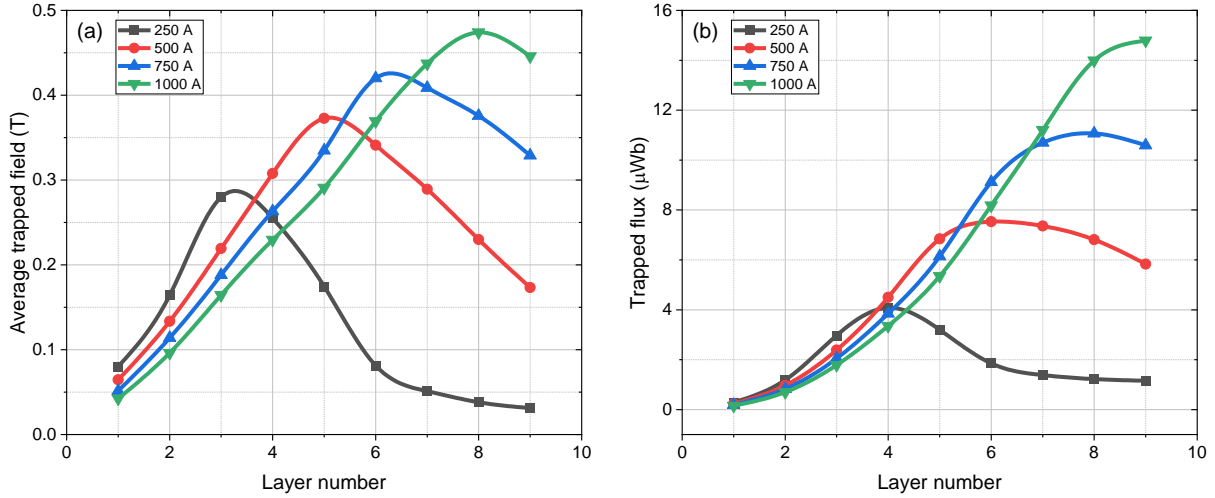 (a)
250 A
500 A
750 A
1000 A
0.5
0.4
0.3
0.2
0.1
0.0
Average trapped field (T)
0
2
4
6
8
10
Layer number
(b)
250 A
500 A
750 A
1000 A
16
12
8
4
0
Trapped flux (μWb)
0
2
4
6
8
10
Layer number